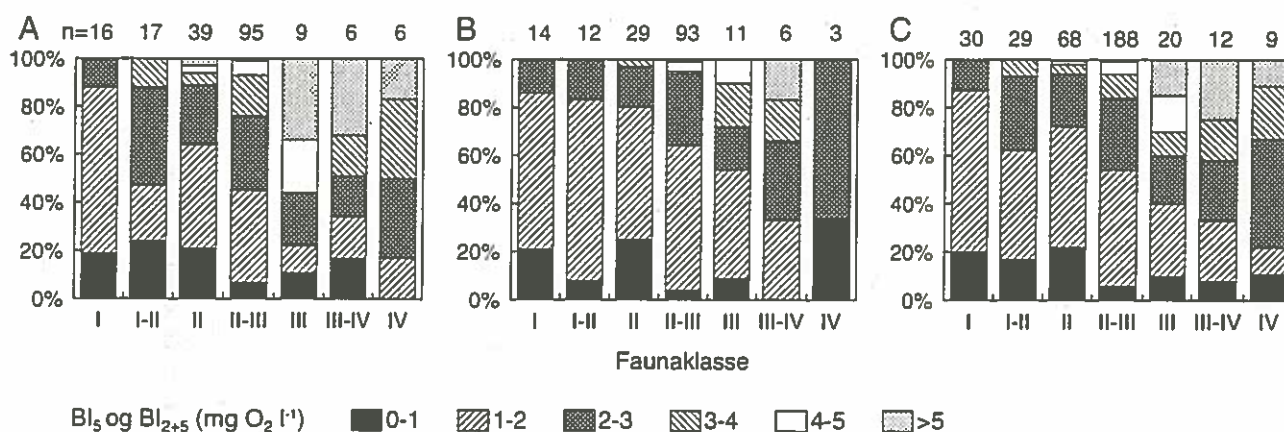 A n=16 17 39 95 9 6 6
100%
80%
60%
40%
20%
0%
I I-II II II-III III III-IV IV
B 14 12 29 93 11 6 3
100%
80%
60%
40%
20%
0%
I I-II II II-III III III-IV IV
C 30 29 68 188 20 12 9
100%
80%
60%
40%
20%
0%
I I-II II II-III III III-IV IV
Faunaklasse
BI₅ og BI₂₊₅ (mg O₂ l⁻¹) 0-1 1-2 2-3 3-4 4-5 >5